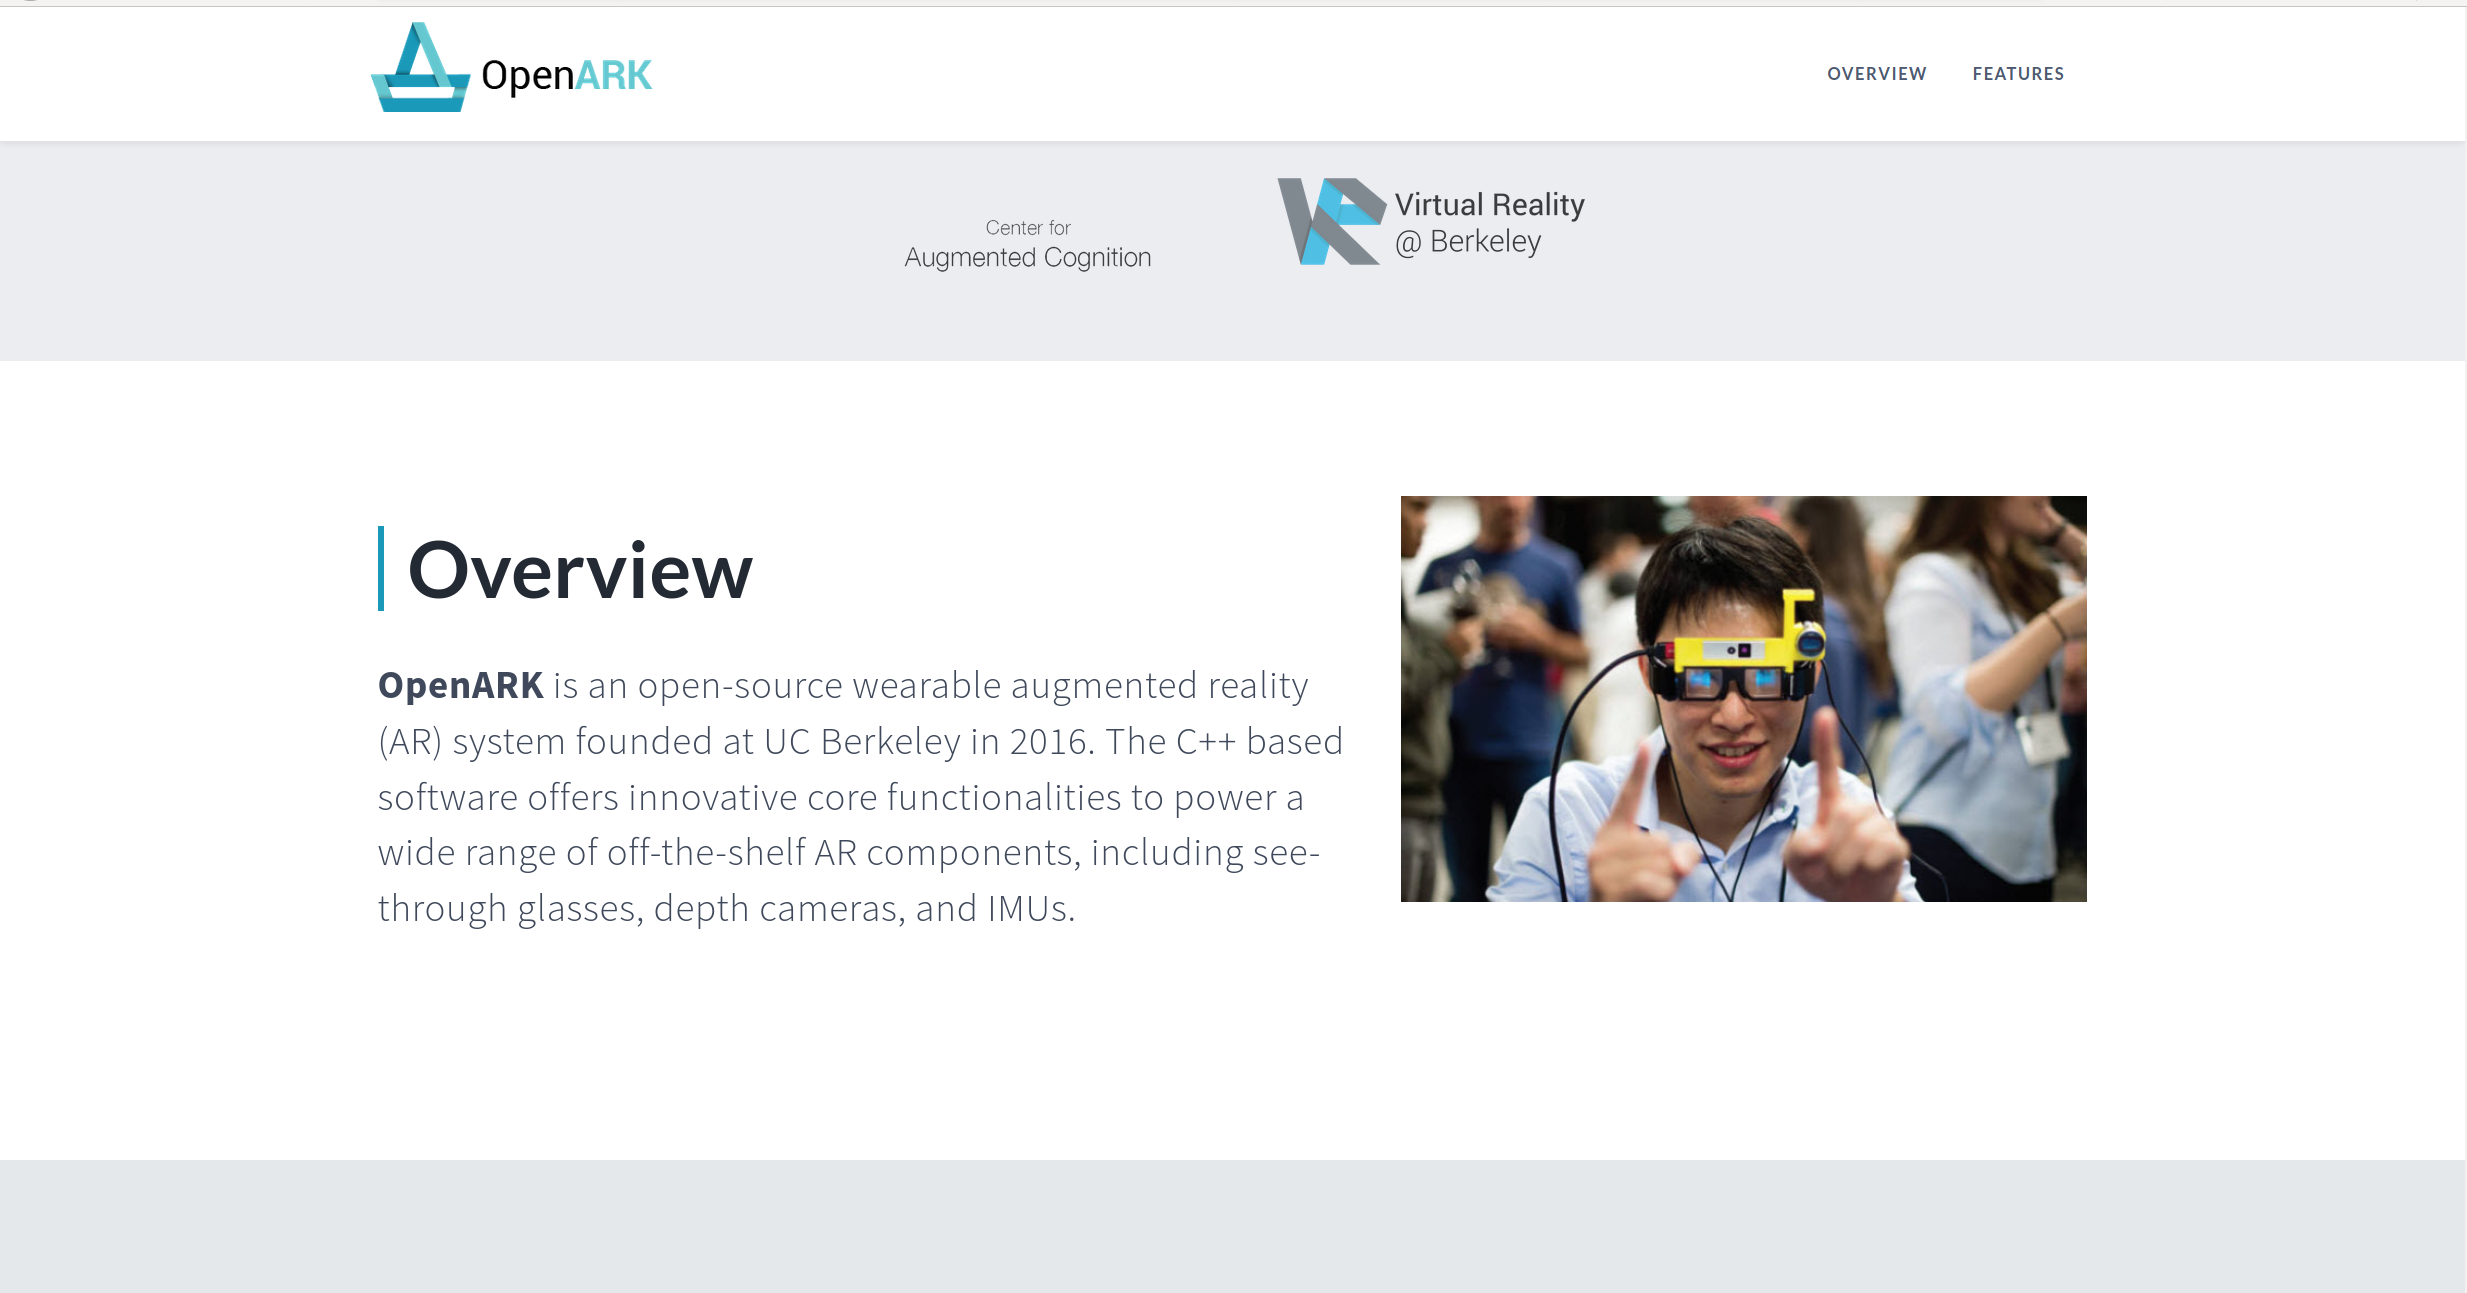 OpenARK
OVERVIEW FEATURES
Center for
Augmented Cognition
Virtual Reality
@ Berkeley
Overview
OpenARK is an open-source wearable augmented reality
(AR) system founded at UC Berkeley in 2016. The C++ based
software offers innovative core functionalities to power a
wide range of off-the-shelf AR components, including see-
through glasses, depth cameras, and IMUs.